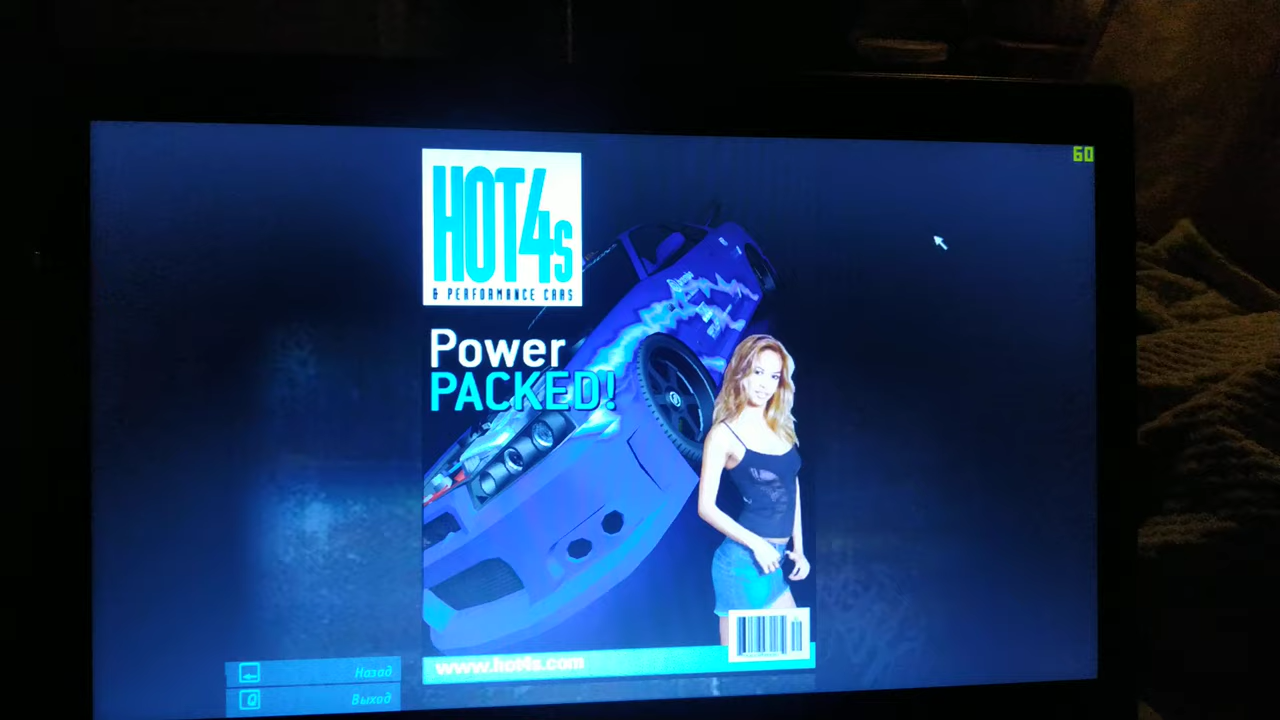 60
HOT4s
& PERFORMANCE CARS
Power
PACKED!
www.hot4s.com
Назад
Q Выход